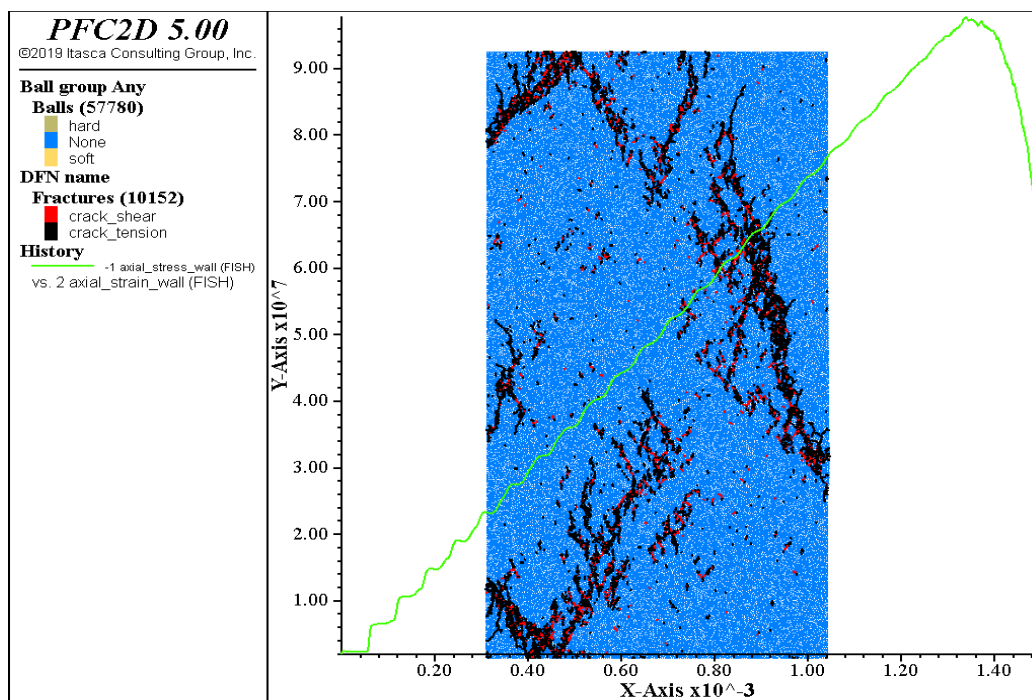 PFC2D 5.00
©2019 Itasca Consulting Group, Inc.
Ball group Any
Balls (57780)
hard
None
soft
DFN name
Fractures (10152)
crack_shear
crack_tension
History
-1 axial_stress_wall (FISH)
vs. 2 axial_strain_wall (FISH)
Y-Axis x10^7
9.00
8.00
7.00
6.00
5.00
4.00
3.00
2.00
1.00
0.20
0.40
0.60
0.80
1.00
1.20
1.40
X-Axis x10^-3